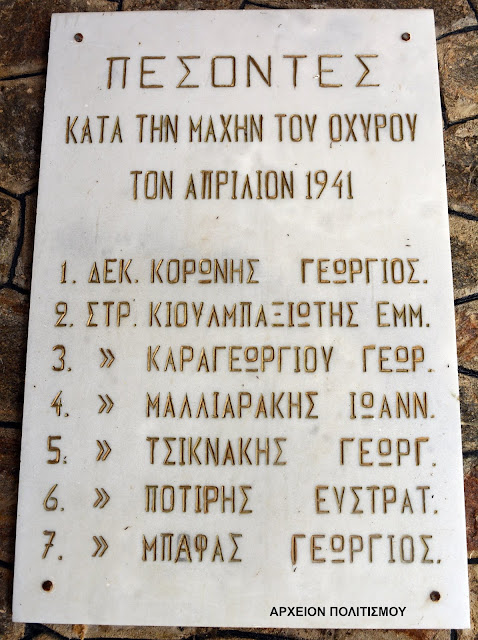 ΠΕΣΟΝΤΕΣ
ΚΑΤΑ ΤΗΝ ΜΑΧΗΝ ΤΟΥ ΟΧΥΡΟΥ
ΤΟΝ ΑΠΡΙΛΙΟΝ 1941
1. ΔΕΚ. ΚΟΡΩΝΗΣ ΓΕΩΡΓΙΟΣ.
2. ΣΤΡ. ΚΙΟΥΛΜΠΑΞΙΩΤΗΣ ΕΜΜ.
3. » ΚΑΡΑΓΕΩΡΓΙΟΥ ΓΕΩΡ.
4. » ΜΑΛΛΙΑΡΑΚΗΣ ΙΩΑΝΝ.
5. » ΤΣΙΚΝΑΚΗΣ ΓΕΩΡΓ.
6. » ΠΟΤΙΡΗΣ ΕΥΣΤΡΑΤ.
7. » ΜΠΑΦΑΣ ΓΕΩΡΓΙΟΣ.
ΑΡΧΕΙΟΝ ΠΟΛΙΤΙΣΜΟΥ